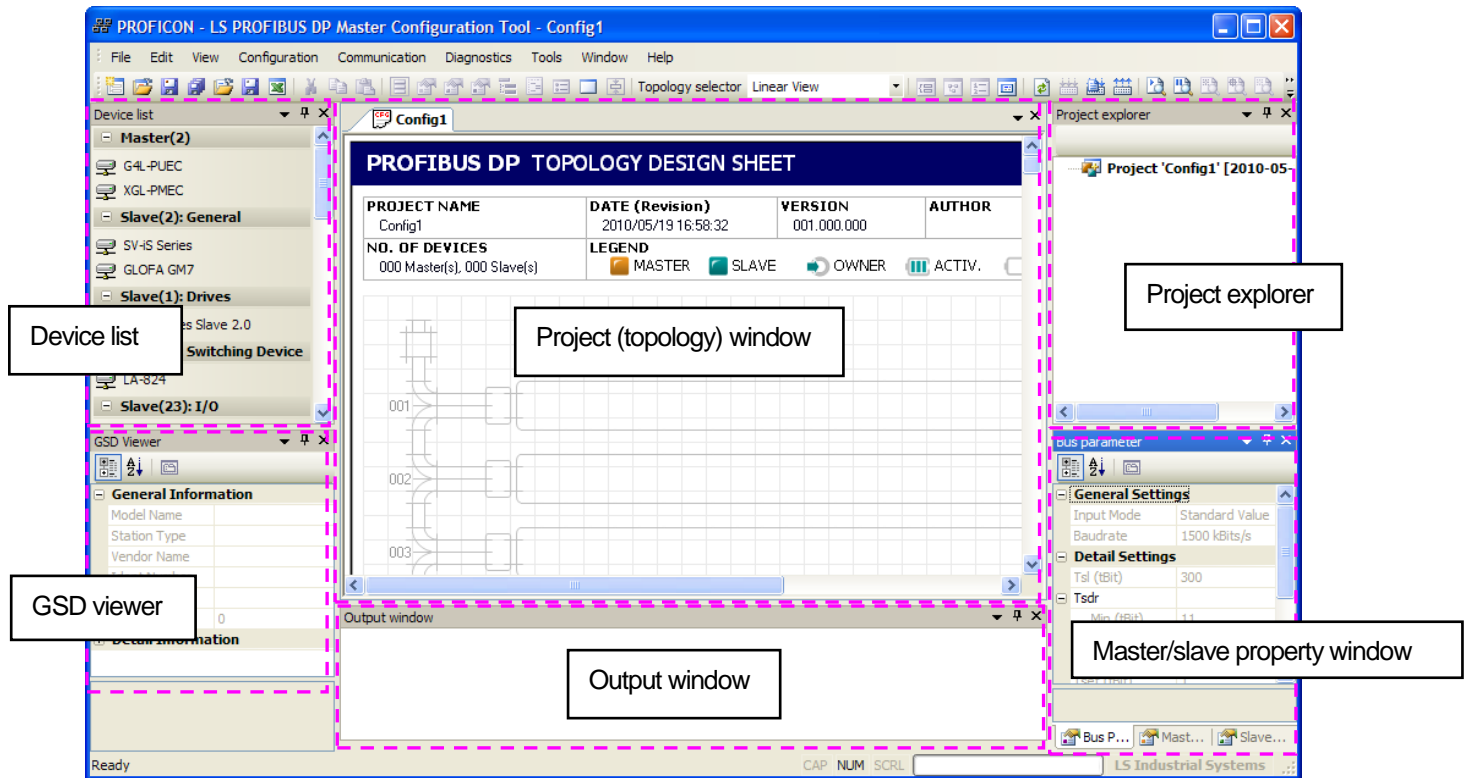 PROFICON - LS PROFIBUS DP Master Configuration Tool - Config1
File Edit View Configuration Communication Diagnostics Tools Window Help
Topology selector Linear View
Device list
Master(2)
G4L-PUEC
XGL-PMEC
Slave(2): General
SV-iS Series
GLOFA GM7
Slave(1): Drives
Slave 2.0
Switching Device
LA-824
Slave(23): I/O
Device list
GSD Viewer
General Information
Model Name
Station Type
Vendor Name
0
Detail Information
GSD viewer
Config1
PROFIBUS DP TOPOLOGY DESIGN SHEET
PROJECT NAME DATE (Revision) VERSION AUTHOR
Config1 2010/05/19 16:58:32 001.000.000
NO. OF DEVICES LEGEND
000 Master(s), 000 Slave(s) MASTER SLAVE OWNER ACTIV.
Project (topology) window
001
002
003
Output window
Output window
Project explorer
Project 'Config1' [2010-05-
Project explorer
Bus parameter
General Settings
Input Mode Standard Value
Baudrate 1500 kBits/s
Detail Settings
Tsl (tBit) 300
Tsdr
Min (tBit) 11
Master/slave property window
Tset (tBit)
Bus P... Mast... Slave...
Ready CAP NUM SCRL LS Industrial Systems